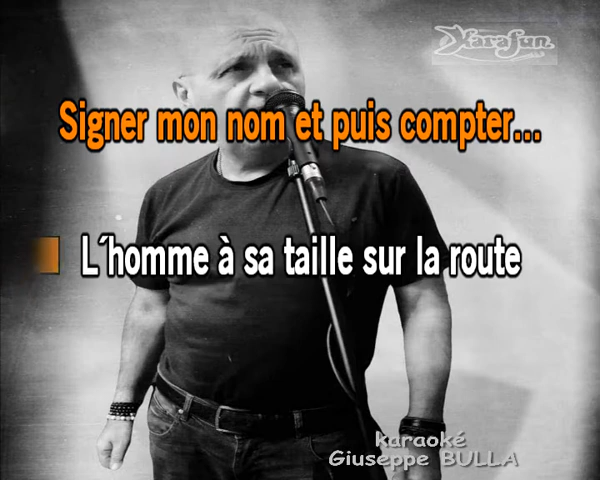 KaraFun
Signer mon nom et puis compter...
L´homme à sa taille sur la route
karaoké
Giuseppe BULLA